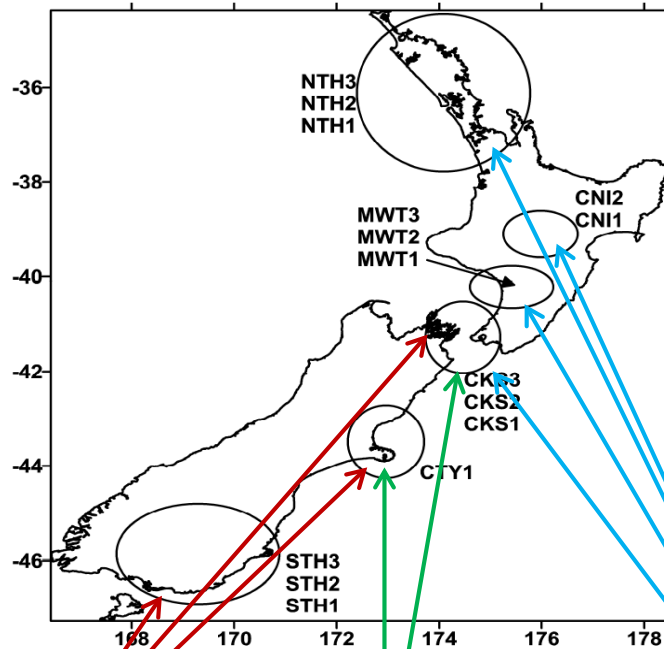 -36
-38
-40
-42
-44
-46
NTH3
NTH2
NTH1
CNI2
CNI1
MWT3
MWT2
MWT1
CKS3
CKS2
CKS1
CTY1
STH3
STH2
STH1
168
170
172
174
176
178